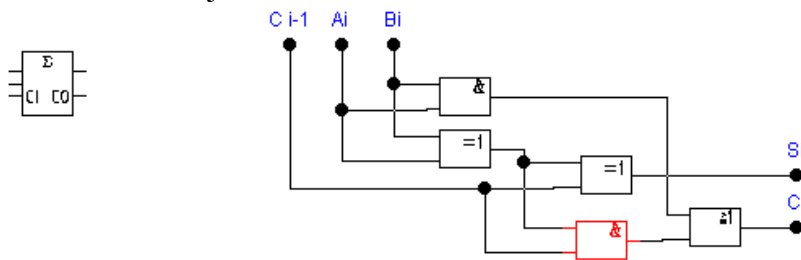 C i-1 Ai Bi
Σ
CI CO
&
=1
=1
S
&
≥1
C